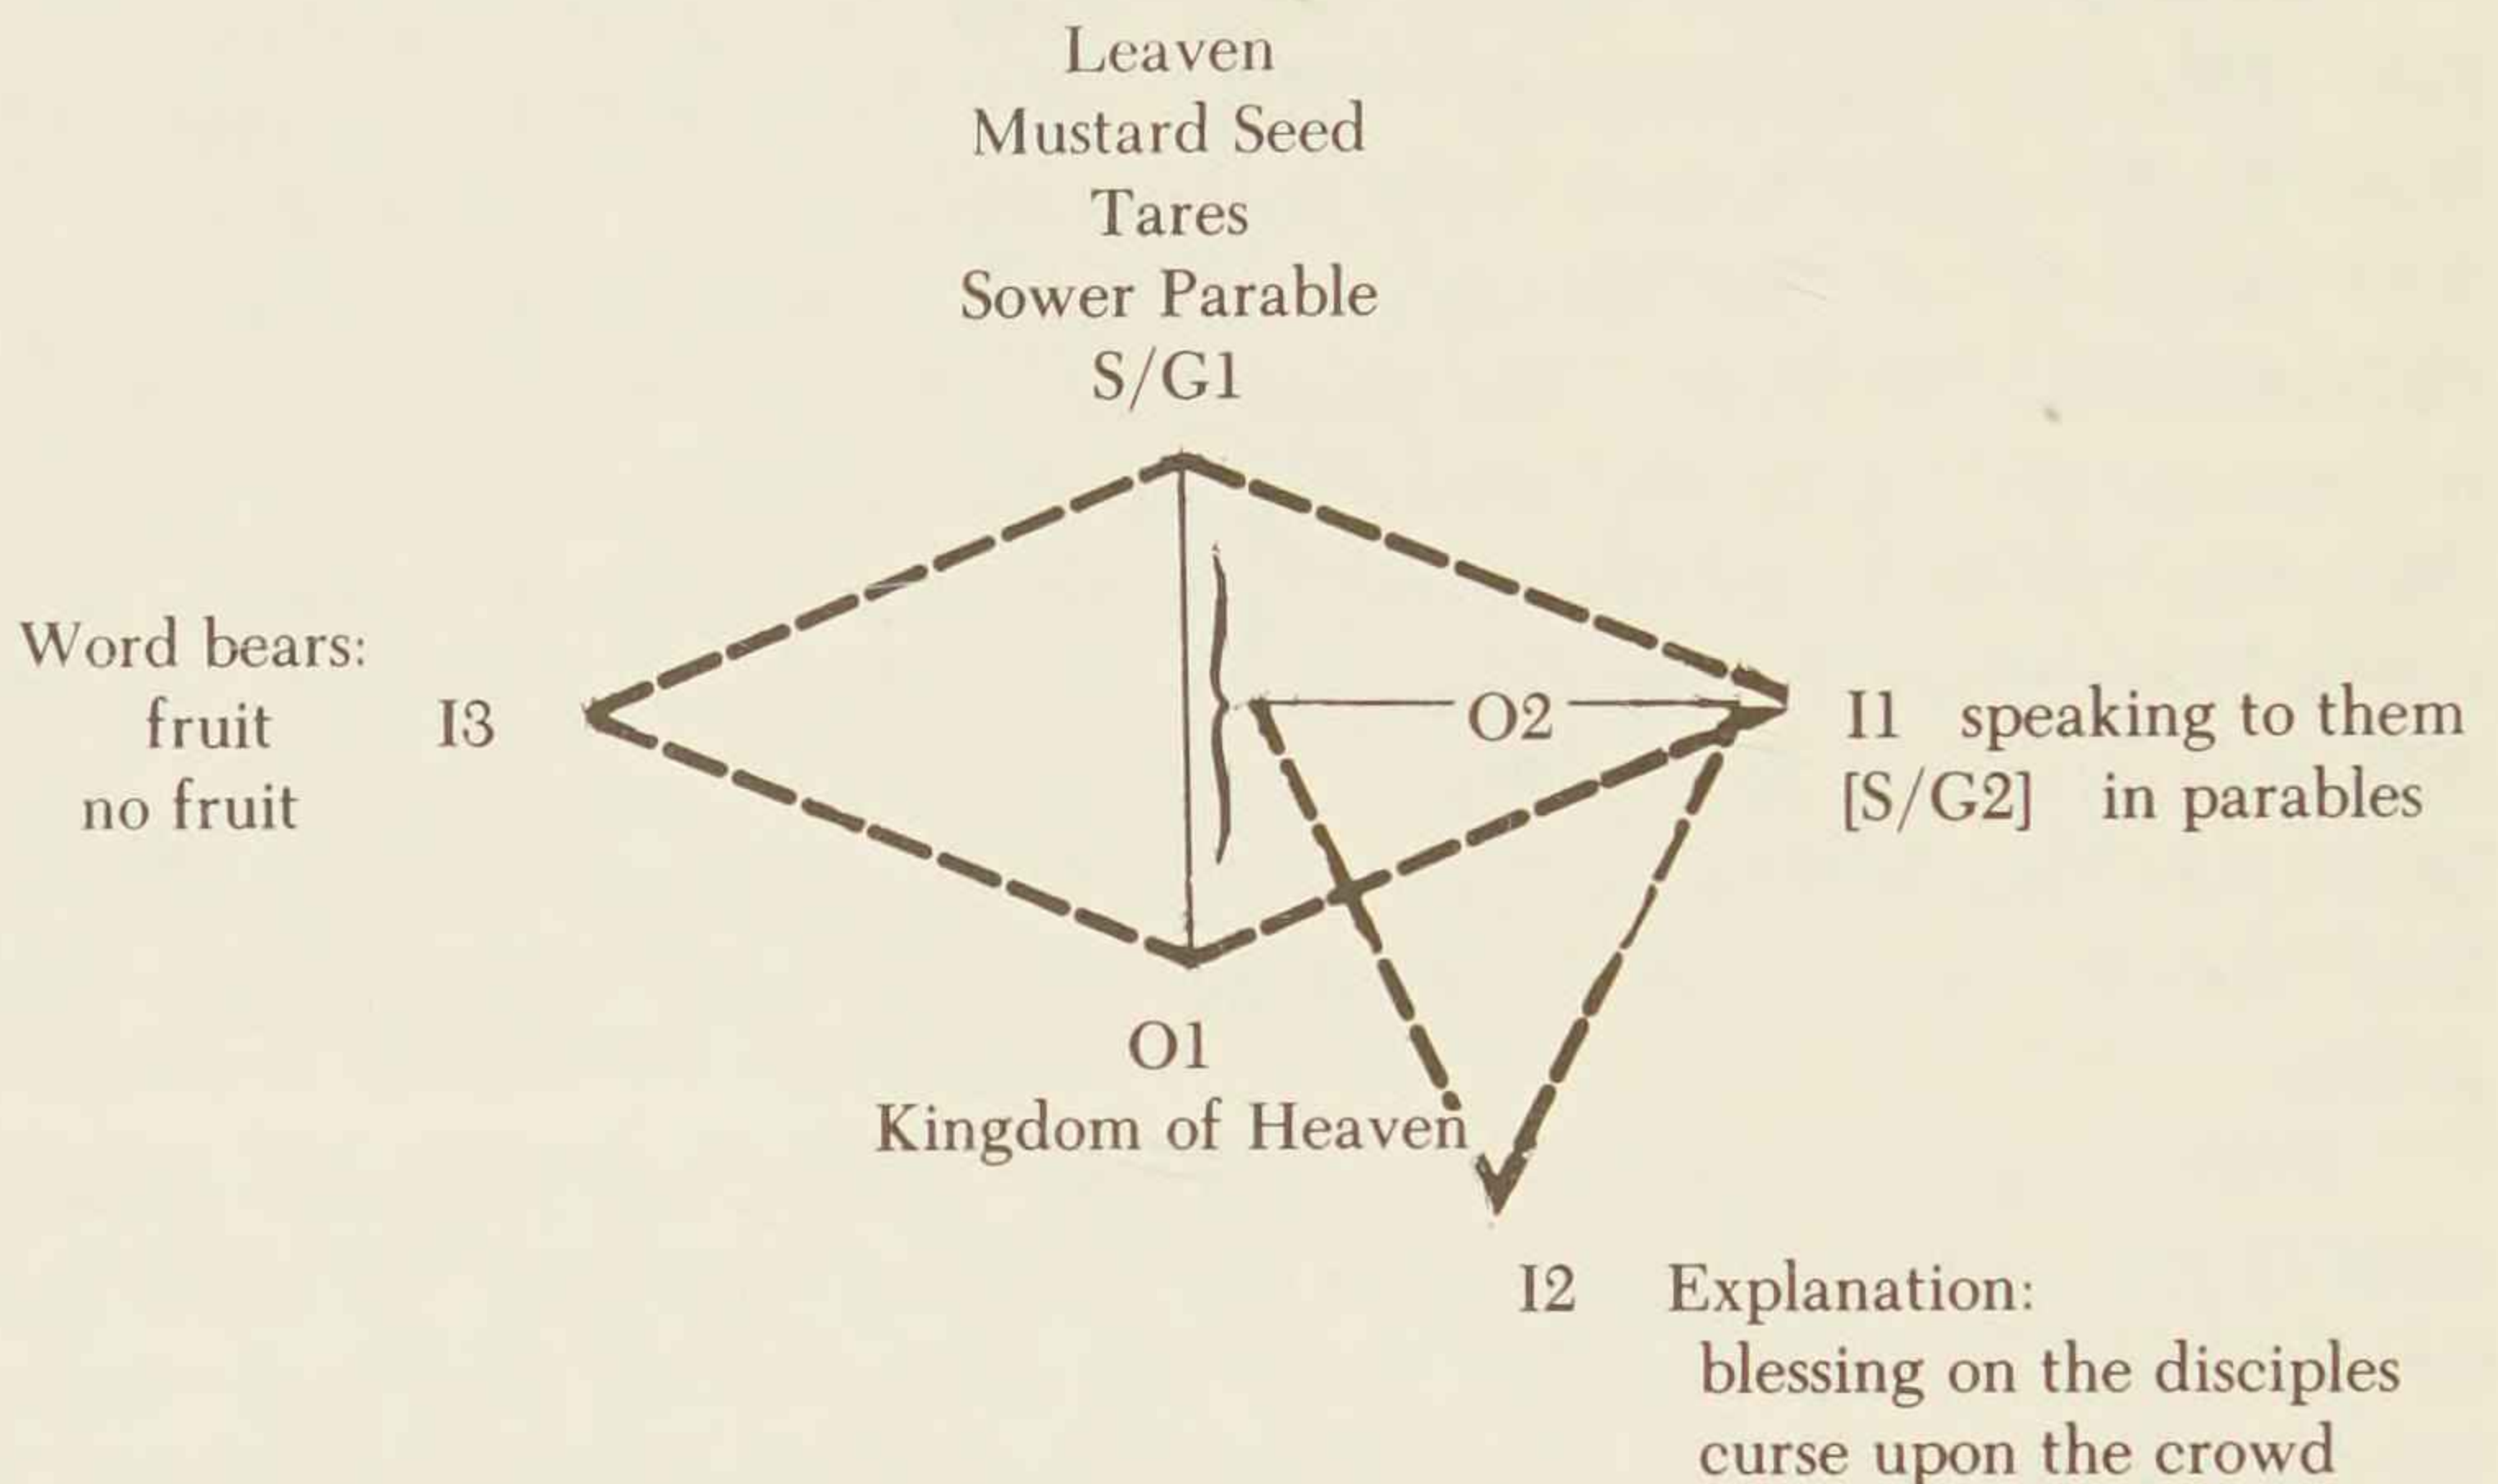 Leaven
Mustard Seed
Tares
Sower Parable
S/G1
Word bears:
fruit I3
no fruit
O2
I1 speaking to them
[S/G2] in parables
O1
Kingdom of Heaven
I2 Explanation:
blessing on the disciples
curse upon the crowd